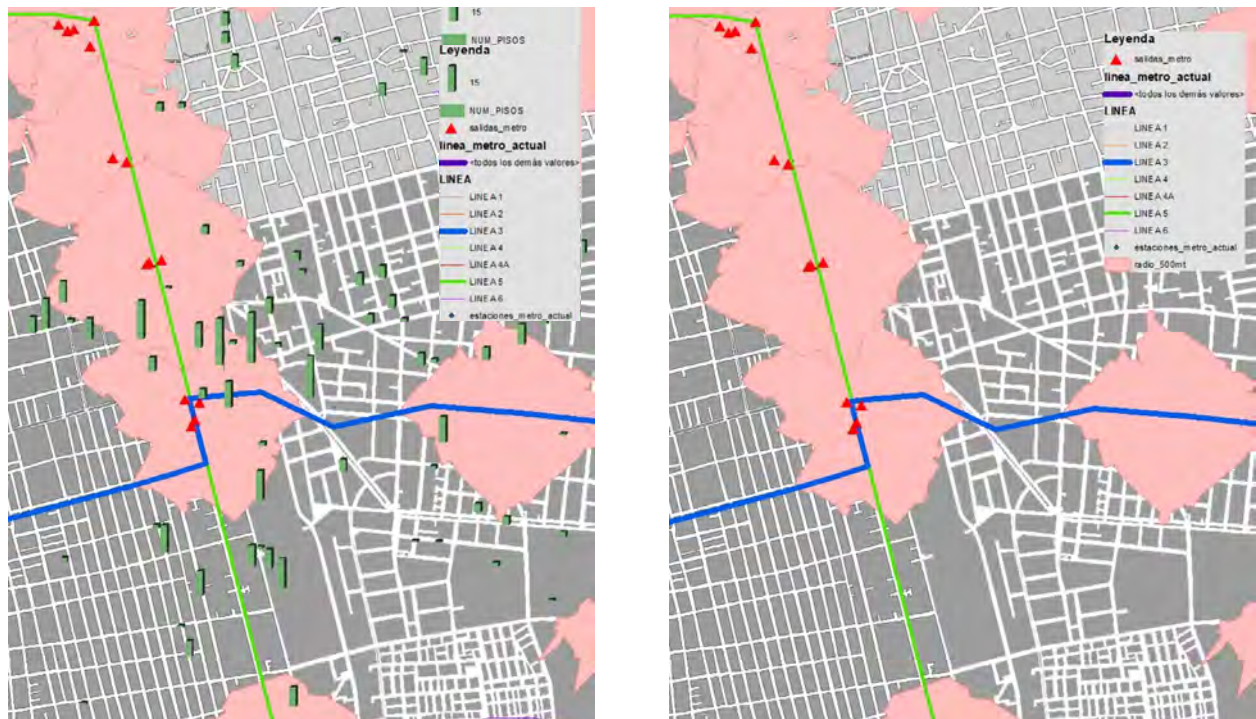 15
NUM_PISOS
Leyenda
15
NUM_PISOS
salidas_metro
linea_metro_actual
<todos los demás valores>
LINEA
LINEA 1
LINEA 2
LINEA 3
LINEA 4
LINEA 4A
LINEA 5
LINEA 6
estaciones_metro_actual
Leyenda
salidas_metro
linea_metro_actual
<todos los demás valores>
LINEA
LINEA 1
LINEA 2
LINEA 3
LINEA 4
LINEA 4A
LINEA 5
LINEA 6
estaciones_metro_actual
radio_500mt